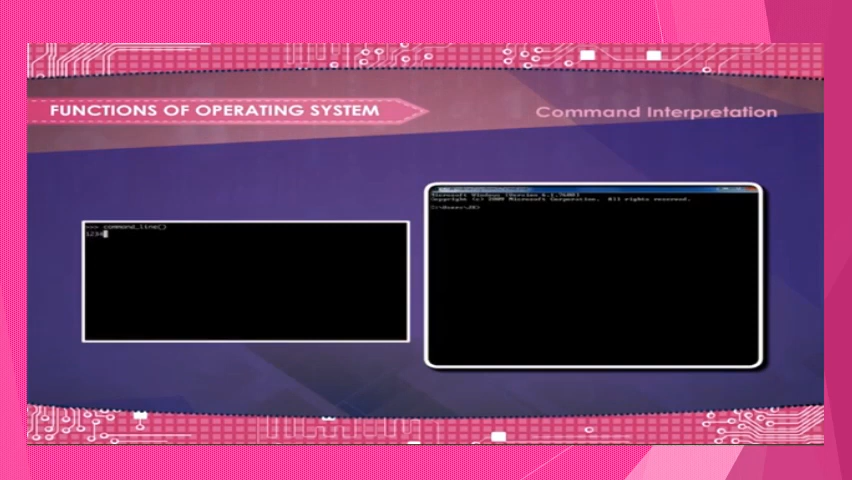 FUNCTIONS OF OPERATING SYSTEM
Command Interpretation
>>> command_line()
1234
Microsoft Windows [Version 6.1.7600]
Copyright (c) 2009 Microsoft Corporation. All rights reserved.